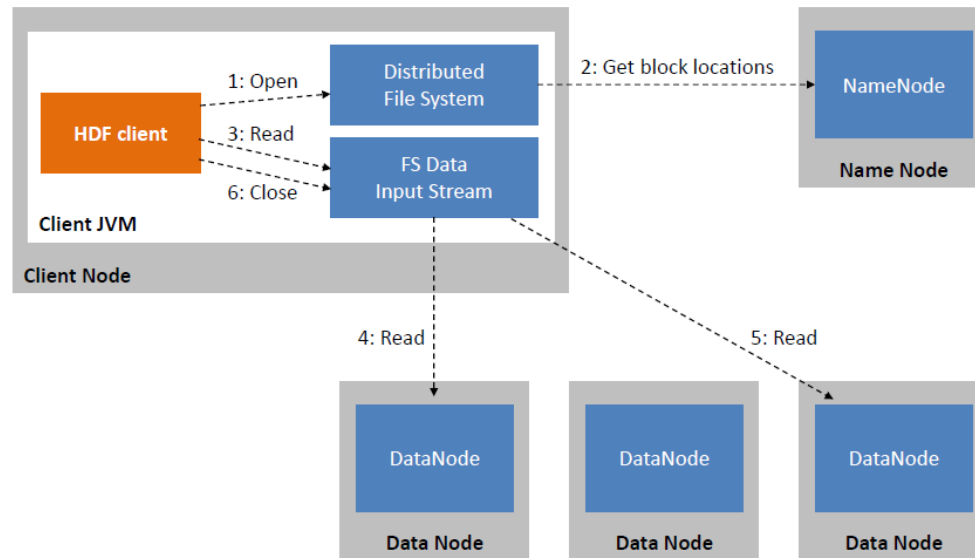 Distributed
File System
1: Open
2: Get block locations
NameNode
HDF client
3: Read
FS Data
Input Stream
6: Close
Name Node
Client JVM
Client Node
4: Read
5: Read
DataNode
DataNode
DataNode
Data Node
Data Node
Data Node